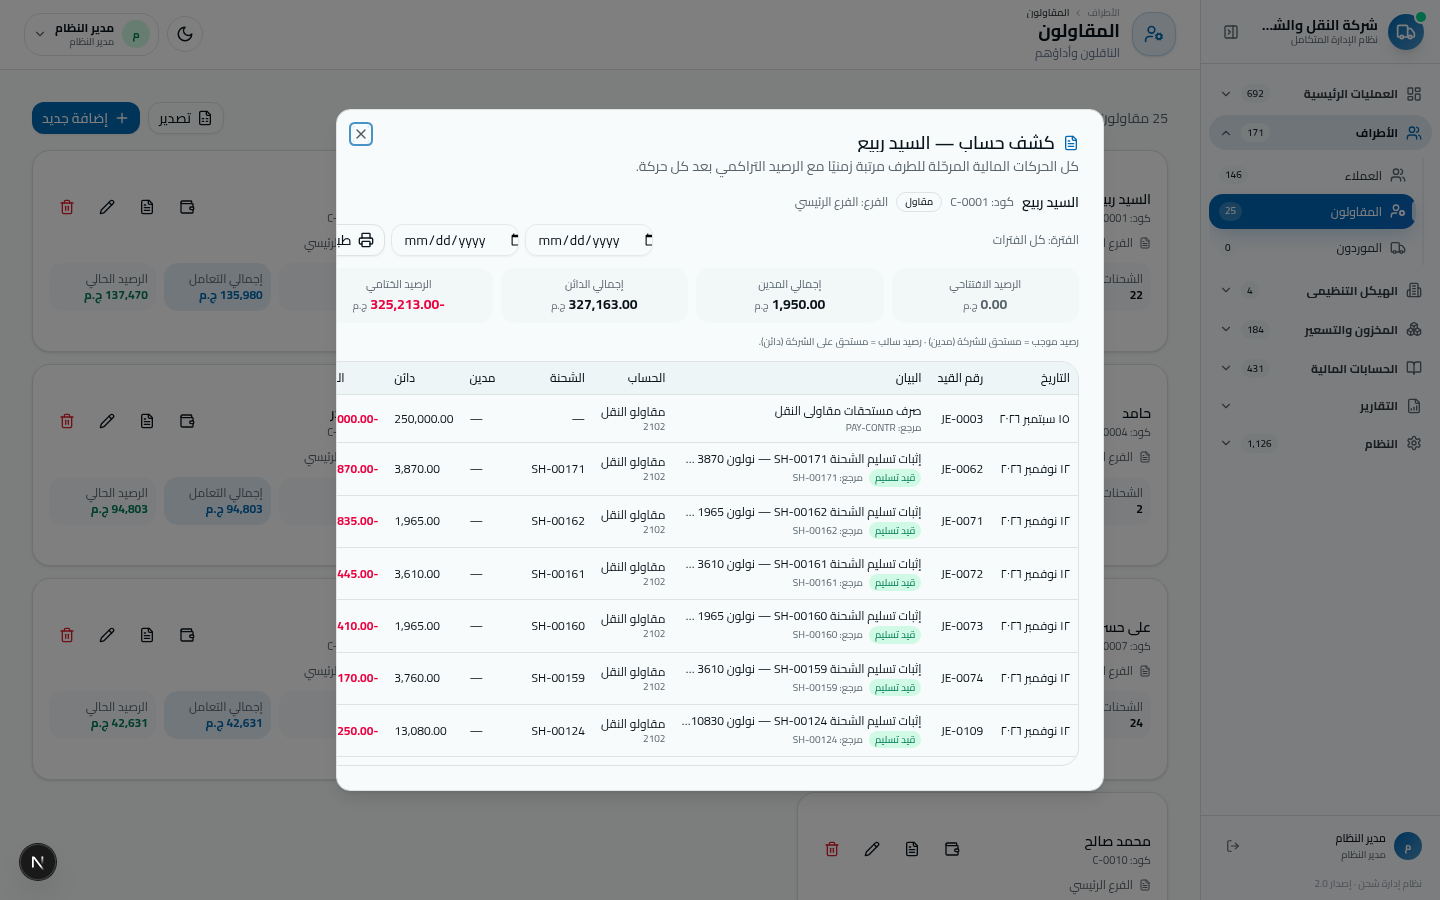 شركة النقل والشـ...
نظام الإدارة المتكامل
العمليات الرئيسية 692
الأطراف 171
العملاء 146
المقاولون 25
الموردون 0
الهيكل التنظيمي 4
المخزون والتسعير 184
الحسابات المالية 431
التقارير
النظام 1,126
م
مدير النظام
مدير النظام
نظام إدارة شحن · إصدار 2.0
الأطراف › المقاولون
المقاولون
الناقلون وأداؤهم
م
مدير النظام
مدير النظام
25 مقاولون
تصدير
إضافة جديد
كشف حساب — السيد ربيع
كل الحركات المالية المرحّلة للطرف مرتبة زمنيًا مع الرصيد التراكمي بعد كل حركة.
السيد ربيع كود: C-0001 مقاول الفرع: الفرع الرئيسي
الفترة: كل الفترات mm/dd/yyyy mm/dd/yyyy
الرصيد الافتتاحي
0.00 ج.م
إجمالي المدين
1,950.00 ج.م
إجمالي الدائن
327,163.00 ج.م
الرصيد الختامي
-325,213.00 ج.م
رصيد موجب = مستحق للشركة (مدين) · رصيد سالب = مستحق على الشركة (دائن).
التاريخ رقم القيد البيان الحساب الشحنة مدين دائن
١٥ سبتمبر ٢٠٢٦ JE-0003 صرف مستحقات مقاولي النقل مقاولو النقل — — 250,000.00 000.00-
مرجع: PAY-CONTR 2102
١٢ نوفمبر ٢٠٢٦ JE-0062 إثبات تسليم الشحنة SH-00171 — نولون 3870 ... مقاولو النقل SH-00171 — 3,870.00 870.00-
قيد تسليم مرجع: SH-00171 2102
١٢ نوفمبر ٢٠٢٦ JE-0071 إثبات تسليم الشحنة SH-00162 — نولون 1965 ... مقاولو النقل SH-00162 — 1,965.00 835.00-
قيد تسليم مرجع: SH-00162 2102
١٢ نوفمبر ٢٠٢٦ JE-0072 إثبات تسليم الشحنة SH-00161 — نولون 3610 ... مقاولو النقل SH-00161 — 3,610.00 445.00-
قيد تسليم مرجع: SH-00161 2102
١٢ نوفمبر ٢٠٢٦ JE-0073 إثبات تسليم الشحنة SH-00160 — نولون 1965 ... مقاولو النقل SH-00160 — 1,965.00 410.00-
قيد تسليم مرجع: SH-00160 2102
١٢ نوفمبر ٢٠٢٦ JE-0074 إثبات تسليم الشحنة SH-00159 — نولون 3610 ... مقاولو النقل SH-00159 — 3,760.00 170.00-
قيد تسليم مرجع: SH-00159 2102
١٢ نوفمبر ٢٠٢٦ JE-0109 إثبات تسليم الشحنة SH-00124 — نولون 10830... مقاولو النقل SH-00124 — 13,080.00 250.00-
قيد تسليم مرجع: SH-00124 2102
السيد ربيع
الشحنات
22
إجمالي التعامل
135,980 ج.م
الرصيد الحالي
137,470 ج.م
حامد
الشحنات
2
إجمالي التعامل
94,803 ج.م
الرصيد الحالي
94,803 ج.م
الشحنات
24
إجمالي التعامل
42,631 ج.م
الرصيد الحالي
42,631 ج.م
محمد صالح
كود: C-0010
الفرع الرئيسي
N